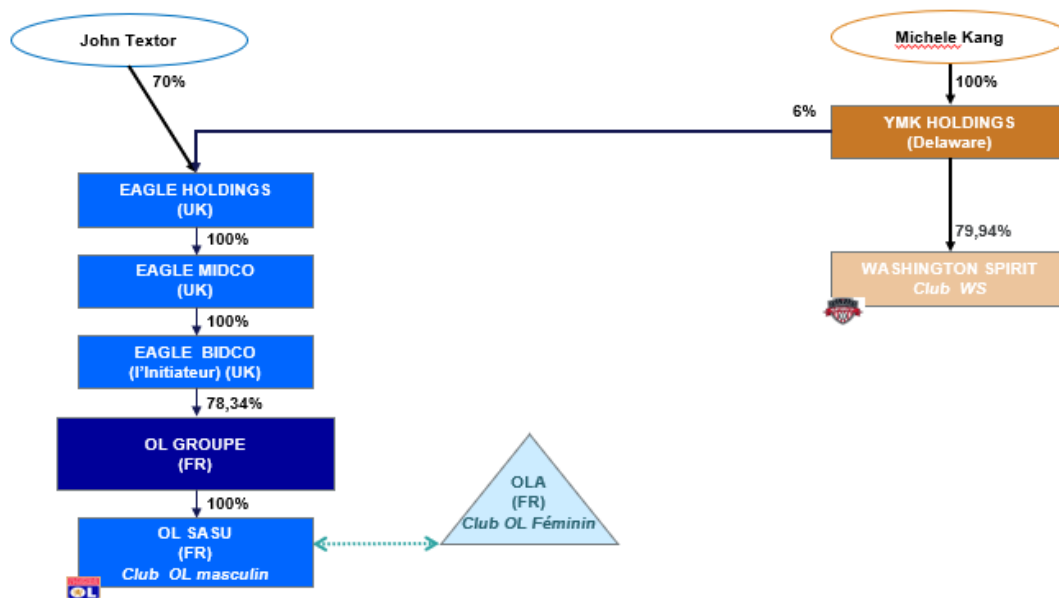 John Textor
Michele Kang
70%
100%
6%
YMK HOLDINGS
(Delaware)
EAGLE HOLDINGS
(UK)
100%
79,94%
EAGLE MIDCO
(UK)
WASHINGTON SPIRIT
Club WS
100%
EAGLE BIDCO
(l'Initiateur) (UK)
78,34%
OL GROUPE
(FR)
OLA
(FR)
Club OL Féminin
100%
OL SASU
(FR)
Club OL masculin
OL